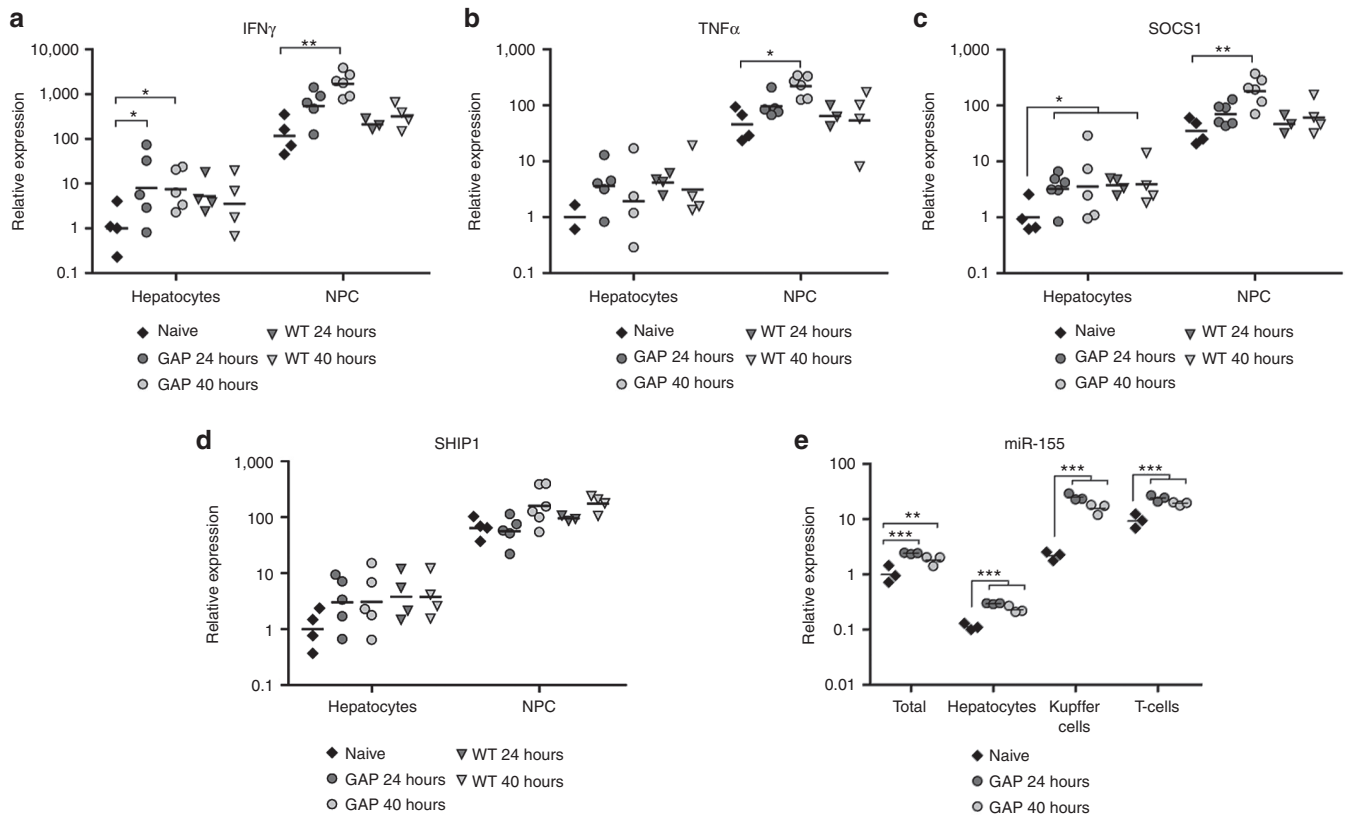 a
IFNγ
Relative expression
10,000
1,000
100
10
1
0.1
*
*
**
Hepatocytes
NPC
Naive
GAP 24 hours
GAP 40 hours
WT 24 hours
WT 40 hours
b
TNFα
Relative expression
1,000
100
10
1
0.1
*
Hepatocytes
NPC
Naive
GAP 24 hours
GAP 40 hours
WT 24 hours
WT 40 hours
c
SOCS1
Relative expression
1,000
100
10
1
0.1
*
**
Hepatocytes
NPC
Naive
GAP 24 hours
GAP 40 hours
WT 24 hours
WT 40 hours
d
SHIP1
Relative expression
1,000
100
10
1
0.1
Hepatocytes
NPC
Naive
GAP 24 hours
GAP 40 hours
WT 24 hours
WT 40 hours
e
miR-155
Relative expression
100
10
1
0.1
0.01
**
***
***
***
***
Total
Hepatocytes
Kupffer
cells
T-cells
Naive
GAP 24 hours
GAP 40 hours